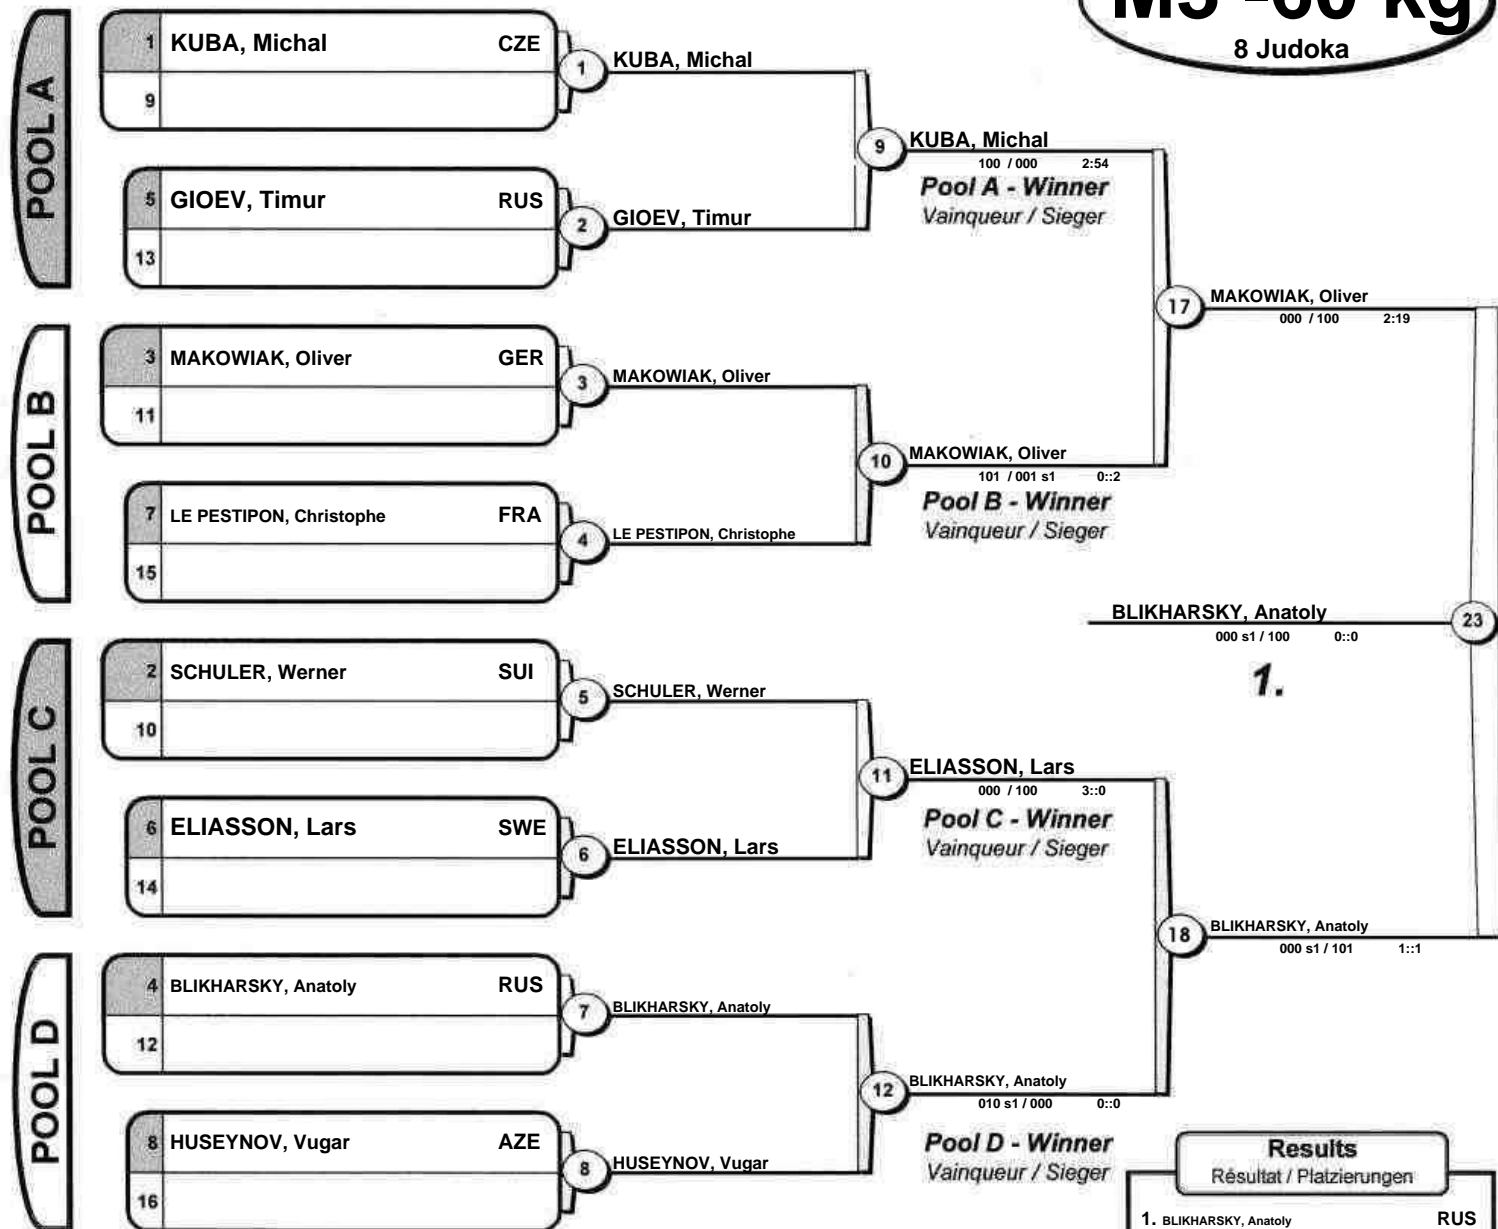 M5 -60 kg
8 Judoka
POOL A
1 KUBA, Michal CZE
9
5 GIOEV, Timur RUS
13
1 KUBA, Michal
2 GIOEV, Timur
9 KUBA, Michal
100 / 000 2:54
Pool A - Winner
Vainqueur / Sieger
POOL B
3 MAKOWIAK, Oliver GER
11
7 LE PESTIPON, Christophe FRA
15
3 MAKOWIAK, Oliver
4 LE PESTIPON, Christophe
10 MAKOWIAK, Oliver
101 / 001 s1 0::2
Pool B - Winner
Vainqueur / Sieger
17 MAKOWIAK, Oliver
000 / 100 2:19
BLIKHARSKY, Anatoly 23
000 s1 / 100 0::0
1.
POOL C
2 SCHULER, Werner SUI
10
6 ELIASSON, Lars SWE
14
5 SCHULER, Werner
6 ELIASSON, Lars
11 ELIASSON, Lars
000 / 100 3::0
Pool C - Winner
Vainqueur / Sieger
18 BLIKHARSKY, Anatoly
000 s1 / 101 1::1
POOL D
4 BLIKHARSKY, Anatoly RUS
12
8 HUSEYNOV, Vugar AZE
16
7 BLIKHARSKY, Anatoly
8 HUSEYNOV, Vugar
12 BLIKHARSKY, Anatoly
010 s1 / 000 0::0
Pool D - Winner
Vainqueur / Sieger
Results
Résultat / Platzierungen
1. BLIKHARSKY, Anatoly RUS